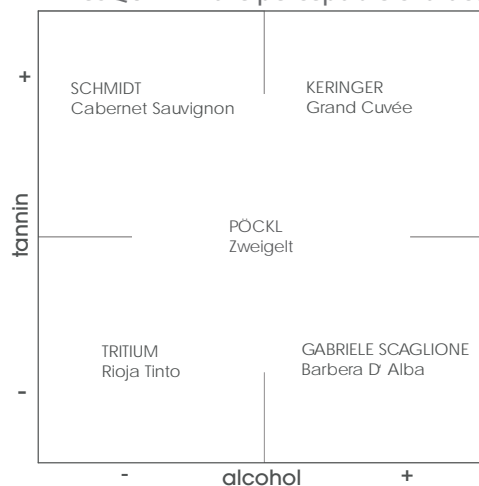 +
SCHMIDT
Cabernet Sauvignon
KERINGER
Grand Cuvée
tannin
PÖCKL
Zweigelt
TRITIUM
Rioja Tinto
GABRIELE SCAGLIONE
Barbera D' Alba
-
- alcohol +